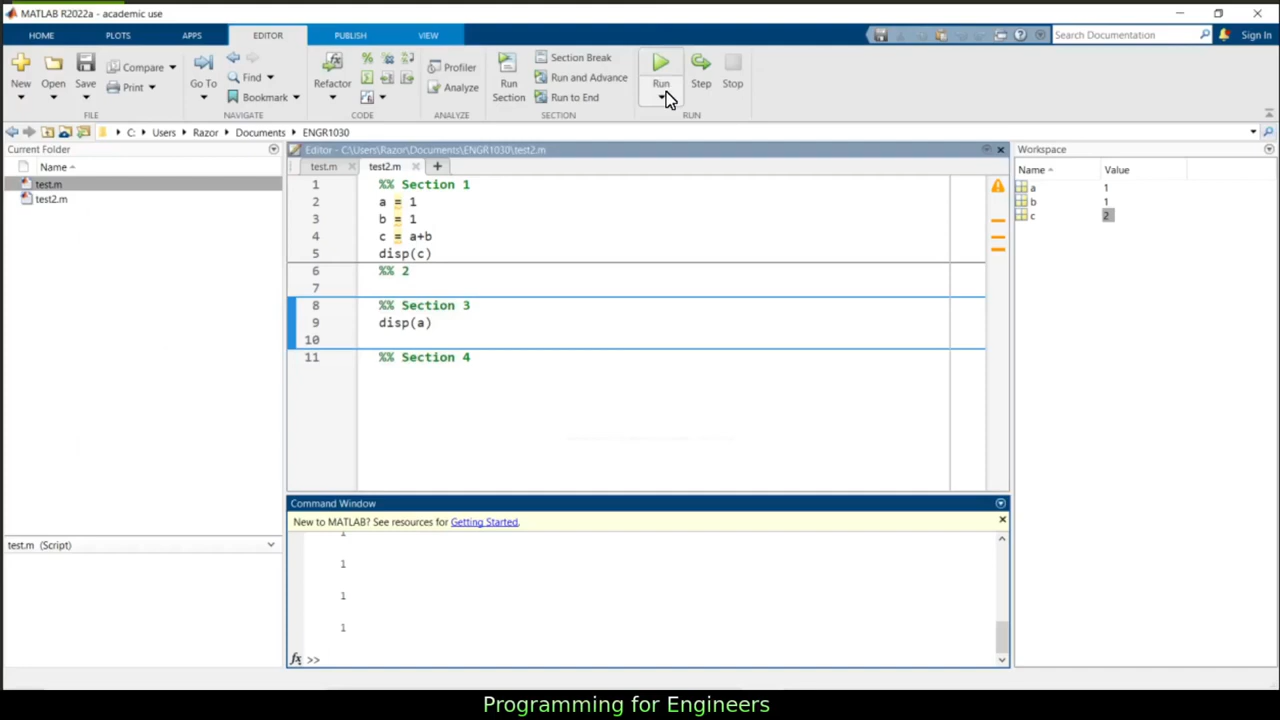 MATLAB R2022a - academic use
HOME PLOTS APPS EDITOR PUBLISH VIEW Search Documentation Sign In
New Open Save Compare Print FILE
Go To Find Bookmark NAVIGATE
Refactor CODE
Profiler Analyze ANALYZE
Run Section Section Break Run and Advance Run to End SECTION
Run Step Stop RUN
C: Users Razor Documents ENGR1030
Current Folder
Name
test.m
test2.m
test.m (Script)
Editor - C:\Users\Razor\Documents\ENGR1030\test2.m
test.m test2.m
1 %% Section 1
2 a = 1
3 b = 1
4 c = a+b
5 disp(c)
6 %% 2
7
8 %% Section 3
9 disp(a)
10
11 %% Section 4
Command Window
New to MATLAB? See resources for Getting Started.
1
1
1
1
fx >>
Workspace
Name Value
a 1
b 1
c 2
Programming for Engineers